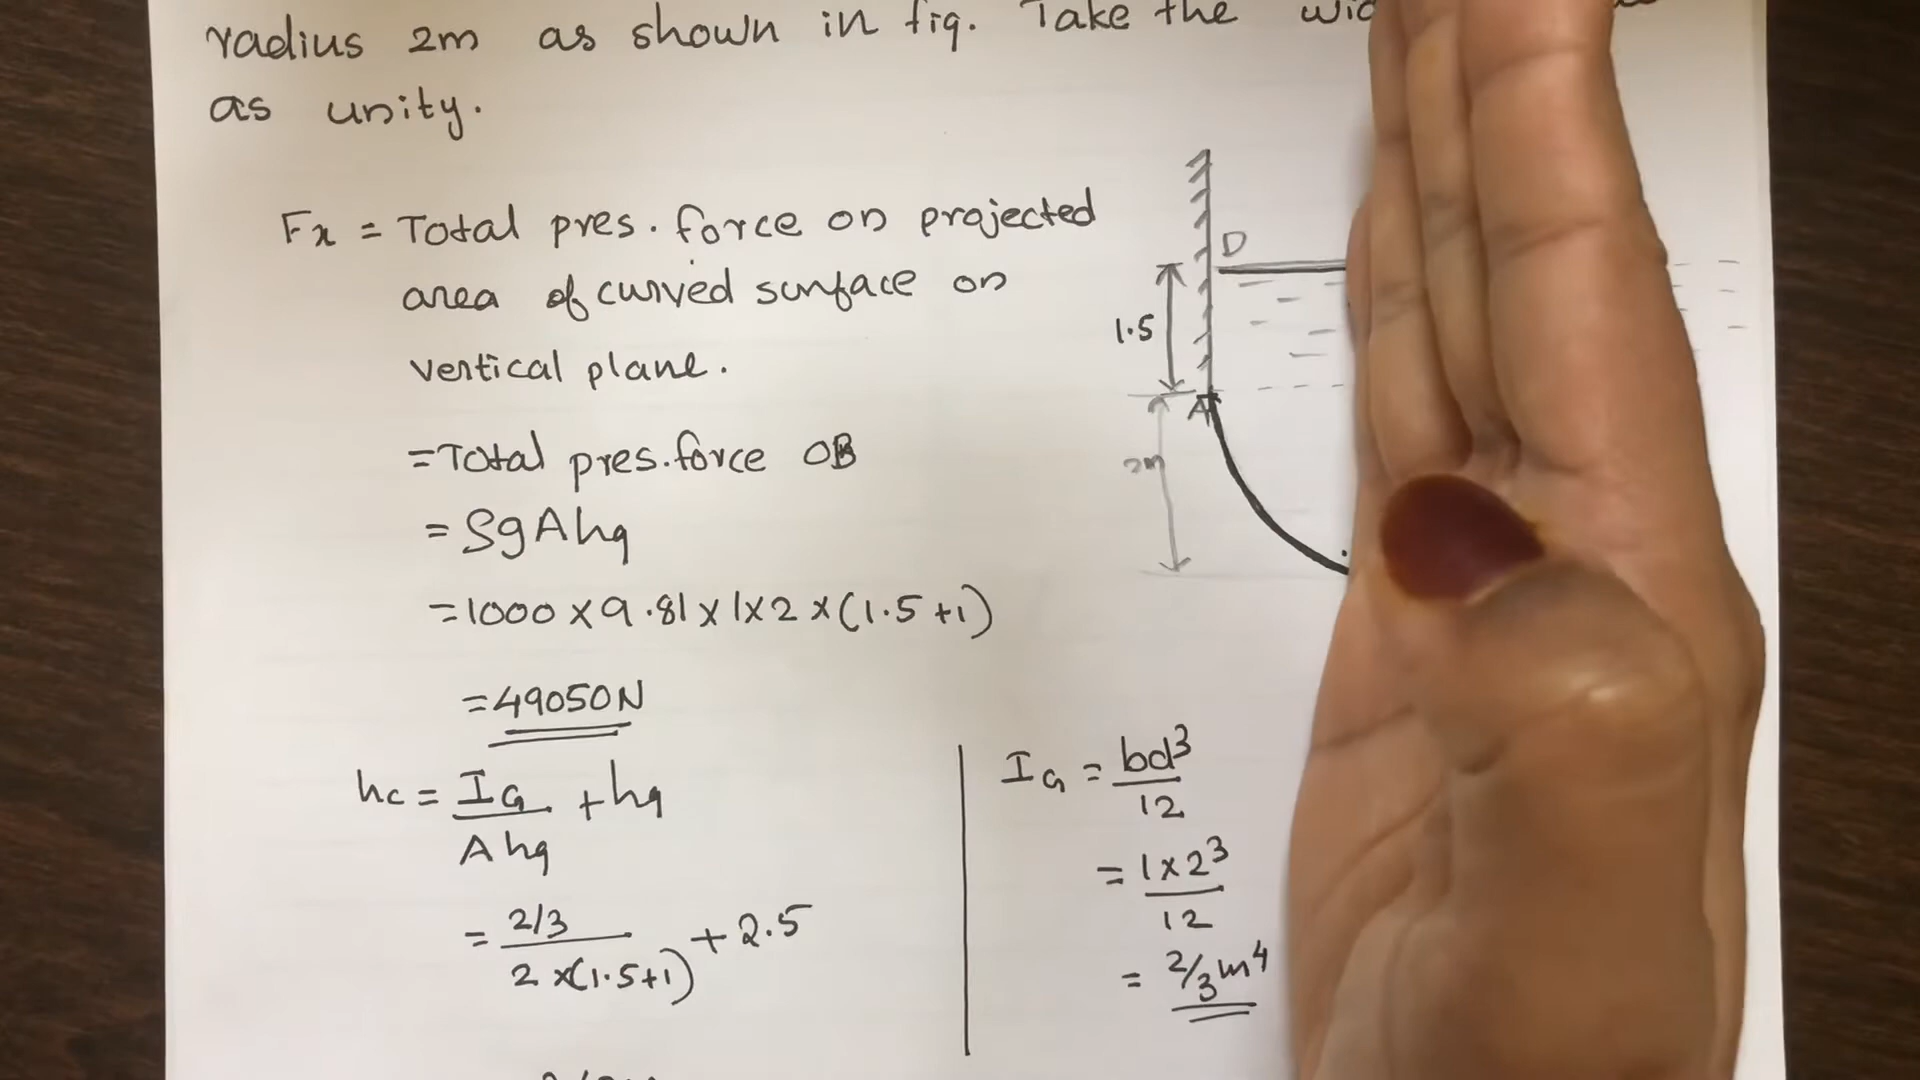 radius 2m as shown in fig. Take the
as unity.
Fx = Total pres. force on projected
area of curved surface on
vertical plane.
= Total pres. force OB
= ρgAhG
= 1000 × 9.81 × 1×2 × (1.5 +1)
= 49050N
hc = IG / AhG + hG
= 2/3 / 2 ×(1.5+1) + 2.5
IG = bd³ / 12
= 1×2³ / 12
= 2/3 m⁴
D
1.5
A
2m